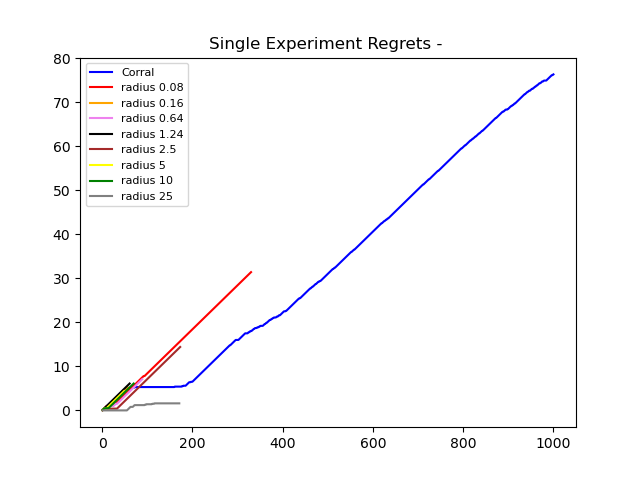 Single Experiment Regrets -
80
70
60
50
40
30
20
10
0
Corral
radius 0.08
radius 0.16
radius 0.64
radius 1.24
radius 2.5
radius 5
radius 10
radius 25
0 200 400 600 800 1000